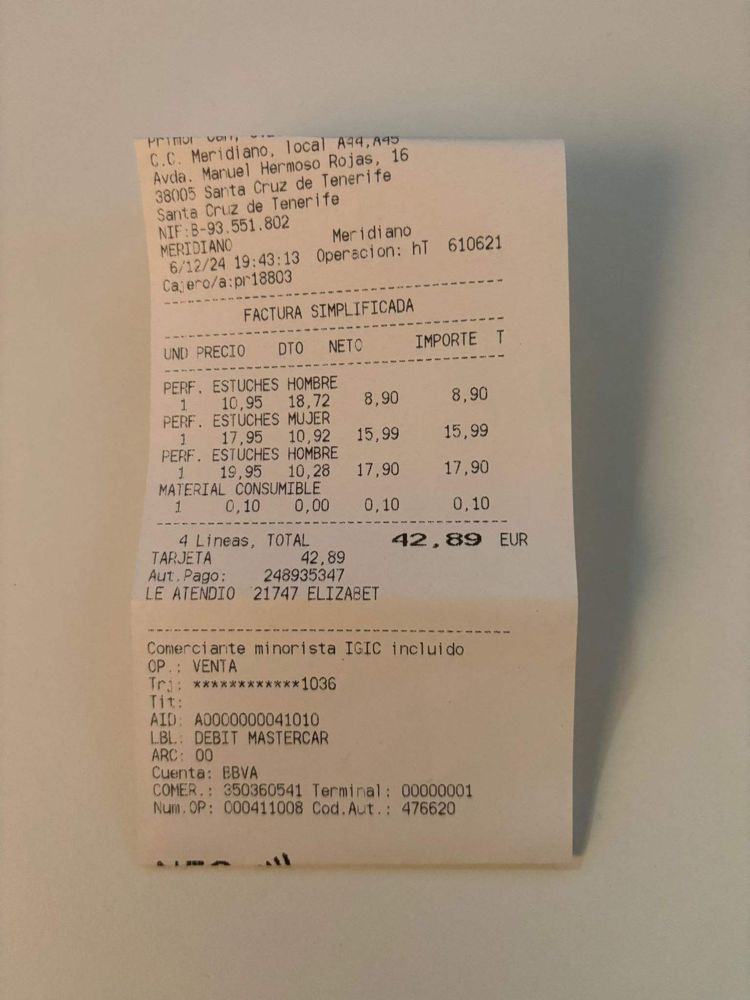 Primor
C.C. Meridiano, local A44,A45
Avda. Manuel Hermoso Rojas, 16
38005 Santa Cruz de Tenerife
Santa Cruz de Tenerife
NIF:B-93.551.802
MERIDIANO Meridiano
6/12/24 19:43:13 Operacion: hT 610621
Cajero/a:pr18803
FACTURA SIMPLIFICADA
UND PRECIO DTO NETO IMPORTE T
PERF. ESTUCHES HOMBRE
1 10,95 18,72 8,90 8,90
PERF. ESTUCHES MUJER
1 17,95 10,92 15,99 15,99
PERF. ESTUCHES HOMBRE
1 19,95 10,28 17,90 17,90
MATERIAL CONSUMIBLE
1 0,10 0,00 0,10 0,10
4 Lineas, TOTAL 42,89 EUR
TARJETA 42,89
Aut.Pago: 248935347
LE ATENDIO 21747 ELIZABET
Comerciante minorista IGIC incluido
OP.: VENTA
Trj: ************1036
Tit:
AID: A0000000041010
LBL: DEBIT MASTERCAR
ARC: 00
Cuenta: BBVA
COMER.: 350360541 Terminal: 00000001
Num.OP: 000411008 Cod.Aut.: 476620